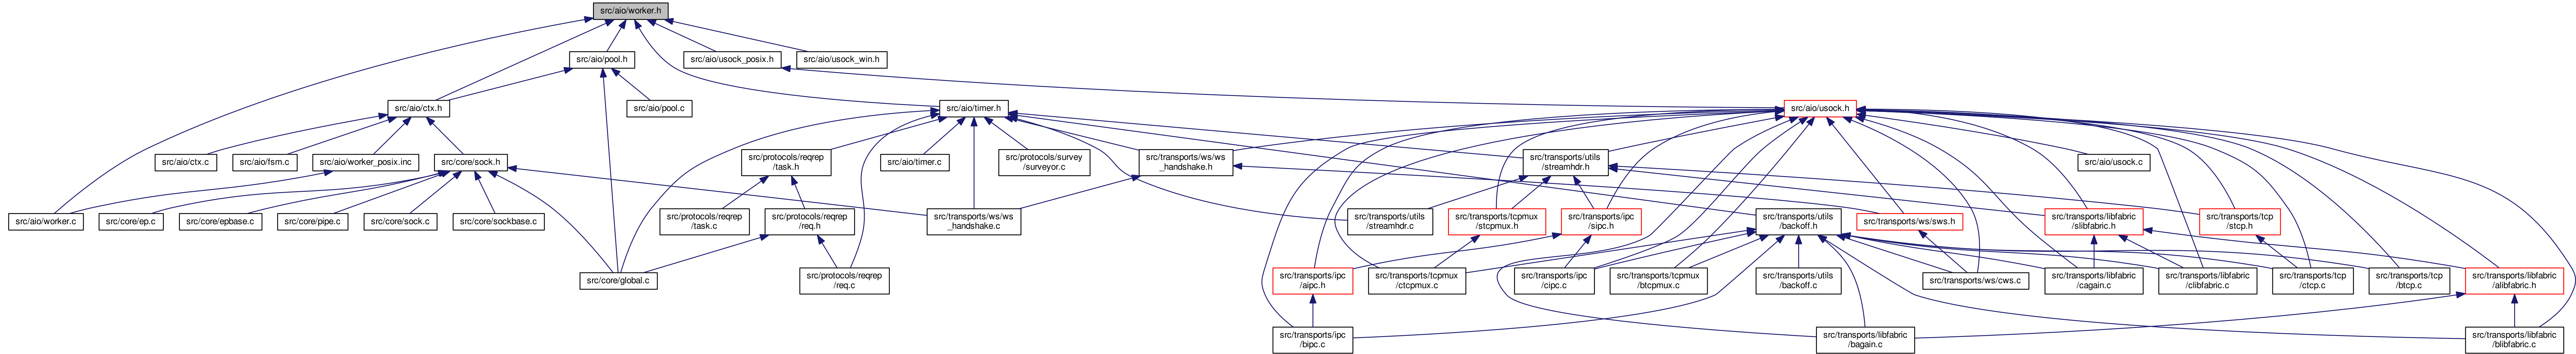 src/aio/worker.h
src/aio/pool.h
src/aio/usock_posix.h
src/aio/usock_win.h
src/aio/ctx.h
src/aio/pool.c
src/aio/timer.h
src/aio/usock.h
src/aio/ctx.c
src/aio/fsm.c
src/aio/worker_posix.inc
src/core/sock.h
src/protocols/reqrep
/task.h
src/aio/timer.c
src/protocols/survey
/surveyor.c
src/transports/ws/ws
_handshake.h
src/transports/utils
/streamhdr.h
src/aio/usock.c
src/aio/worker.c
src/core/ep.c
src/core/epbase.c
src/core/pipe.c
src/core/sock.c
src/core/sockbase.c
src/protocols/reqrep
/task.c
src/protocols/reqrep
/req.h
src/transports/ws/ws
_handshake.c
src/transports/utils
/streamhdr.c
src/transports/tcpmux
/stcpmux.h
src/transports/ipc
/sipc.h
src/transports/utils
/backoff.h
src/transports/ws/sws.h
src/transports/libfabric
/slibfabric.h
src/transports/tcp
/stcp.h
src/core/global.c
src/protocols/reqrep
/req.c
src/transports/ipc
/aipc.h
src/transports/tcpmux
/ctcpmux.c
src/transports/ipc
/cipc.c
src/transports/tcpmux
/btcpmux.c
src/transports/utils
/backoff.c
src/transports/ws/cws.c
src/transports/libfabric
/cagain.c
src/transports/libfabric
/clibfabric.c
src/transports/tcp
/ctcp.c
src/transports/tcp
/btcp.c
src/transports/libfabric
/alibfabric.h
src/transports/ipc
/bipc.c
src/transports/libfabric
/bagain.c
src/transports/libfabric
/blibfabric.c